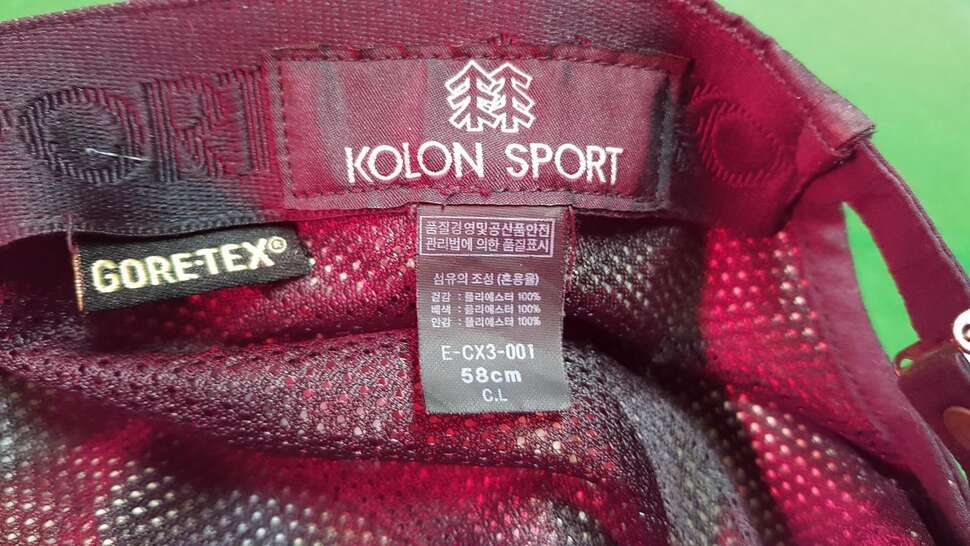 KOLON SPORT
GORE-TEX®
품질경영및공산품안전
관리법에 의한 품질표시
섬유의 조성 (혼용율)
겉감 : 폴리에스터 100%
배색 : 폴리에스터 100%
안감 : 폴리에스터 100%
E-CX3-001
58cm
C.L